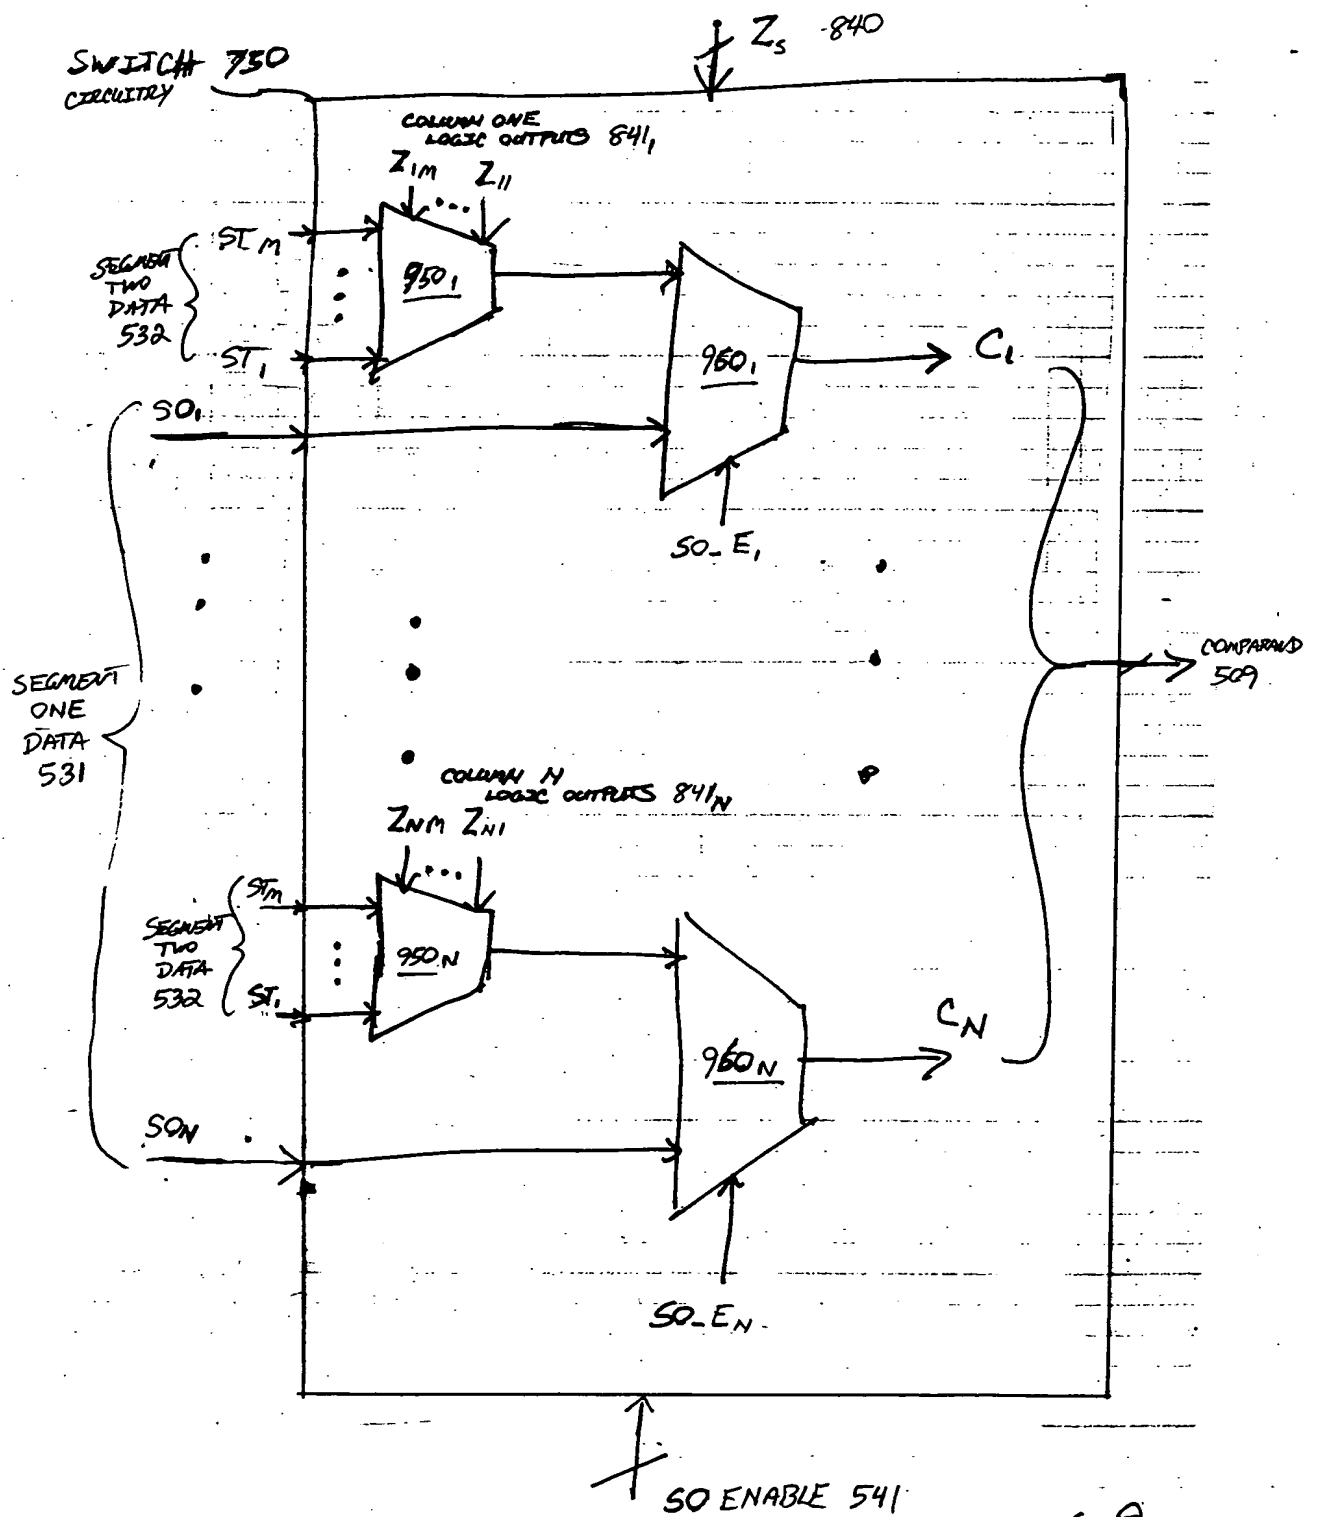 Zs 840
SWITCH 750
CIRCUITRY
COLUMN ONE
LOGIC OUTPUTS 841₁
Z1M Z11
STM
SEGMENT
TWO
DATA
532
950₁
ST1
960₁
C1
SO1
SO_E1
COMPARAND
509
SEGMENT
ONE
DATA
531
COLUMN N
LOGIC OUTPUTS 841N
ZNM ZN1
STM
SEGMENT
TWO
DATA
532
950N
ST1
CN
960N
SON
SO_EN
SO ENABLE 541